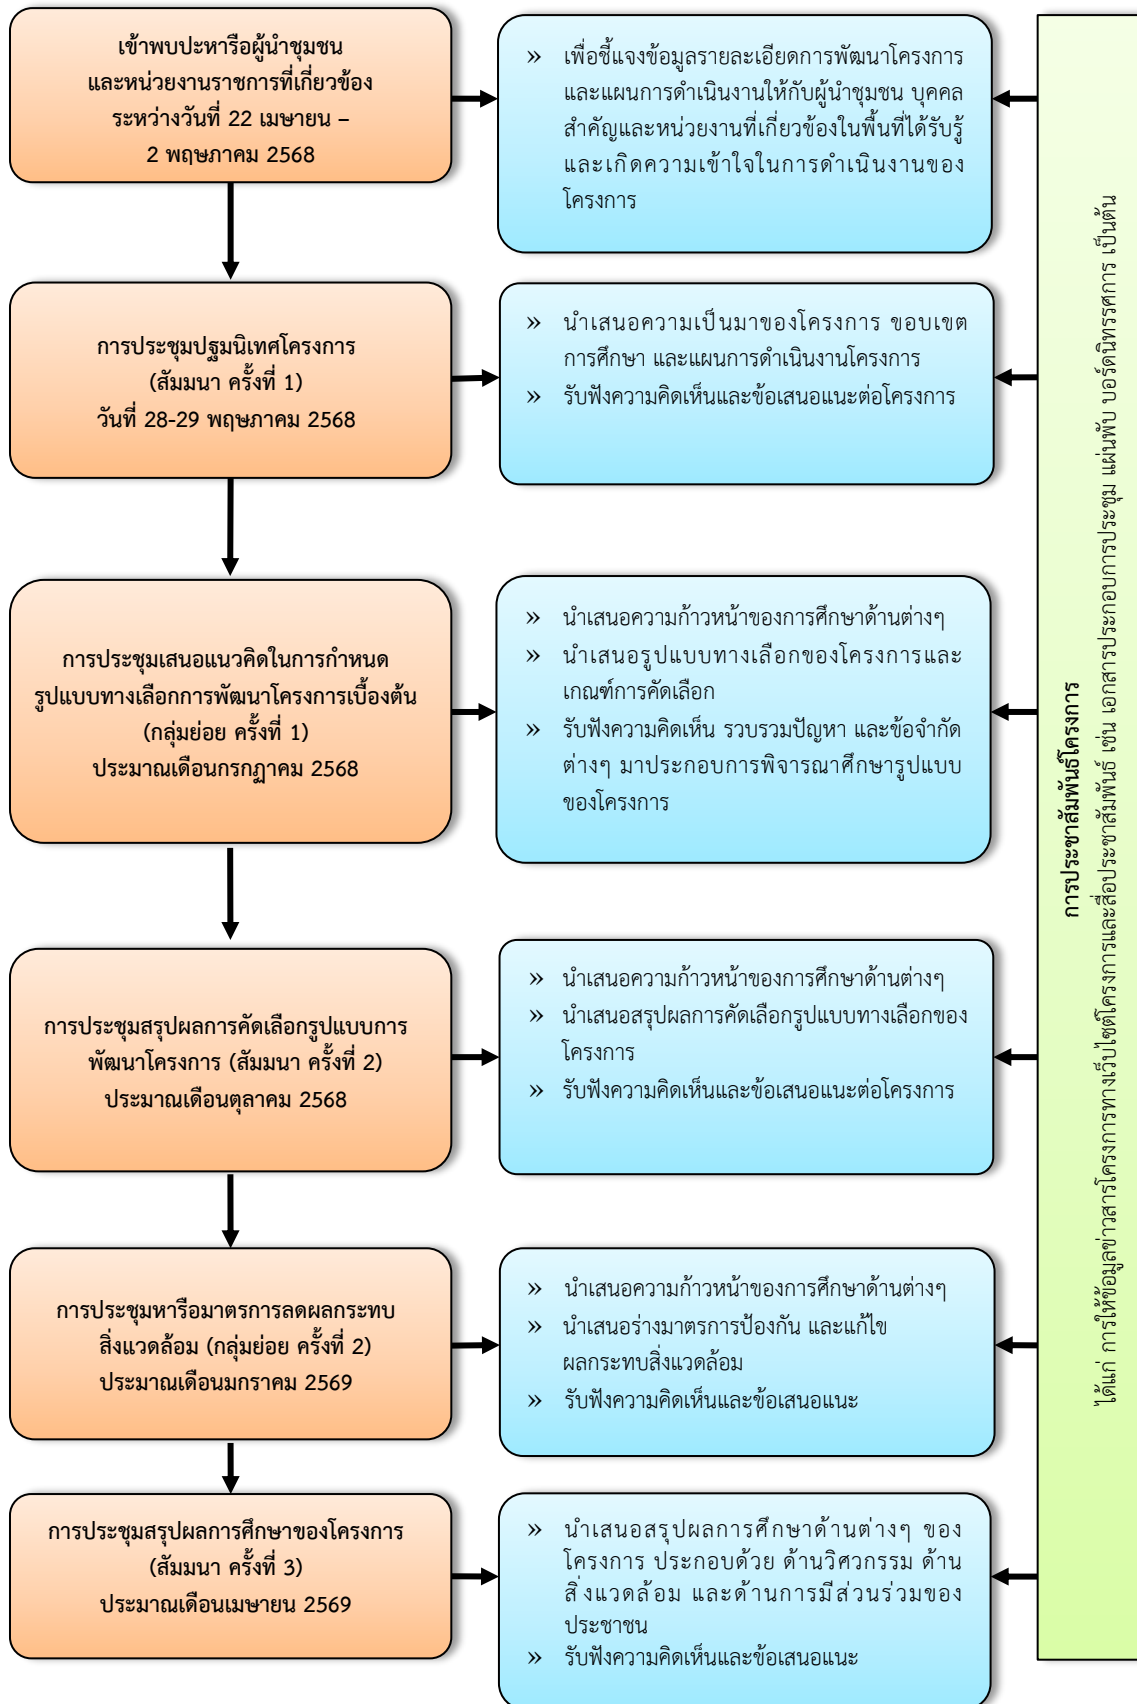 เข้าพบปะหารือผู้นำชุมชน
และหน่วยงานราชการที่เกี่ยวข้อง
ระหว่างวันที่ 22 เมษายน –
2 พฤษภาคม 2568
» เพื่อชี้แจงข้อมูลรายละเอียดการพัฒนาโครงการ
และแผนการดำเนินงานให้กับผู้นำชุมชน บุคคล
สำคัญและหน่วยงานที่เกี่ยวข้องในพื้นที่ได้รับรู้
และเกิดความเข้าใจในการดำเนินงานของ
โครงการ
การประชุมปฐมนิเทศโครงการ
(สัมมนา ครั้งที่ 1)
วันที่ 28-29 พฤษภาคม 2568
» นำเสนอความเป็นมาของโครงการ ขอบเขต
การศึกษา และแผนการดำเนินงานโครงการ
» รับฟังความคิดเห็นและข้อเสนอแนะต่อโครงการ
การประชุมเสนอแนวคิดในการกำหนด
รูปแบบทางเลือกการพัฒนาโครงการเบื้องต้น
(กลุ่มย่อย ครั้งที่ 1)
ประมาณเดือนกรกฎาคม 2568
» นำเสนอความก้าวหน้าของการศึกษาด้านต่างๆ
» นำเสนอรูปแบบทางเลือกของโครงการและ
เกณฑ์การคัดเลือก
» รับฟังความคิดเห็น รวบรวมปัญหา และข้อจำกัด
ต่างๆ มาประกอบการพิจารณาศึกษารูปแบบ
ของโครงการ
การประชุมสรุปผลการคัดเลือกรูปแบบการ
พัฒนาโครงการ (สัมมนา ครั้งที่ 2)
ประมาณเดือนตุลาคม 2568
» นำเสนอความก้าวหน้าของการศึกษาด้านต่างๆ
» นำเสนอสรุปผลการคัดเลือกรูปแบบทางเลือกของ
โครงการ
» รับฟังความคิดเห็นและข้อเสนอแนะต่อโครงการ
การประชุมหารือมาตรการลดผลกระทบ
สิ่งแวดล้อม (กลุ่มย่อย ครั้งที่ 2)
ประมาณเดือนมกราคม 2569
» นำเสนอความก้าวหน้าของการศึกษาด้านต่างๆ
» นำเสนอร่างมาตรการป้องกัน และแก้ไข
ผลกระทบสิ่งแวดล้อม
» รับฟังความคิดเห็นและข้อเสนอแนะ
การประชุมสรุปผลการศึกษาของโครงการ
(สัมมนา ครั้งที่ 3)
ประมาณเดือนเมษายน 2569
» นำเสนอสรุปผลการศึกษาด้านต่างๆ ของ
โครงการ ประกอบด้วย ด้านวิศวกรรม ด้าน
สิ่งแวดล้อม และด้านการมีส่วนร่วมของ
ประชาชน
» รับฟังความคิดเห็นและข้อเสนอแนะ
การประชาสัมพันธ์โครงการ
ได้แก่ การให้ข้อมูลข่าวสารโครงการทางเว็บไซต์โครงการและสื่อประชาสัมพันธ์ เช่น เอกสารประกอบการประชุม แผ่นพับ บอร์ดนิทรรศการ เป็นต้น